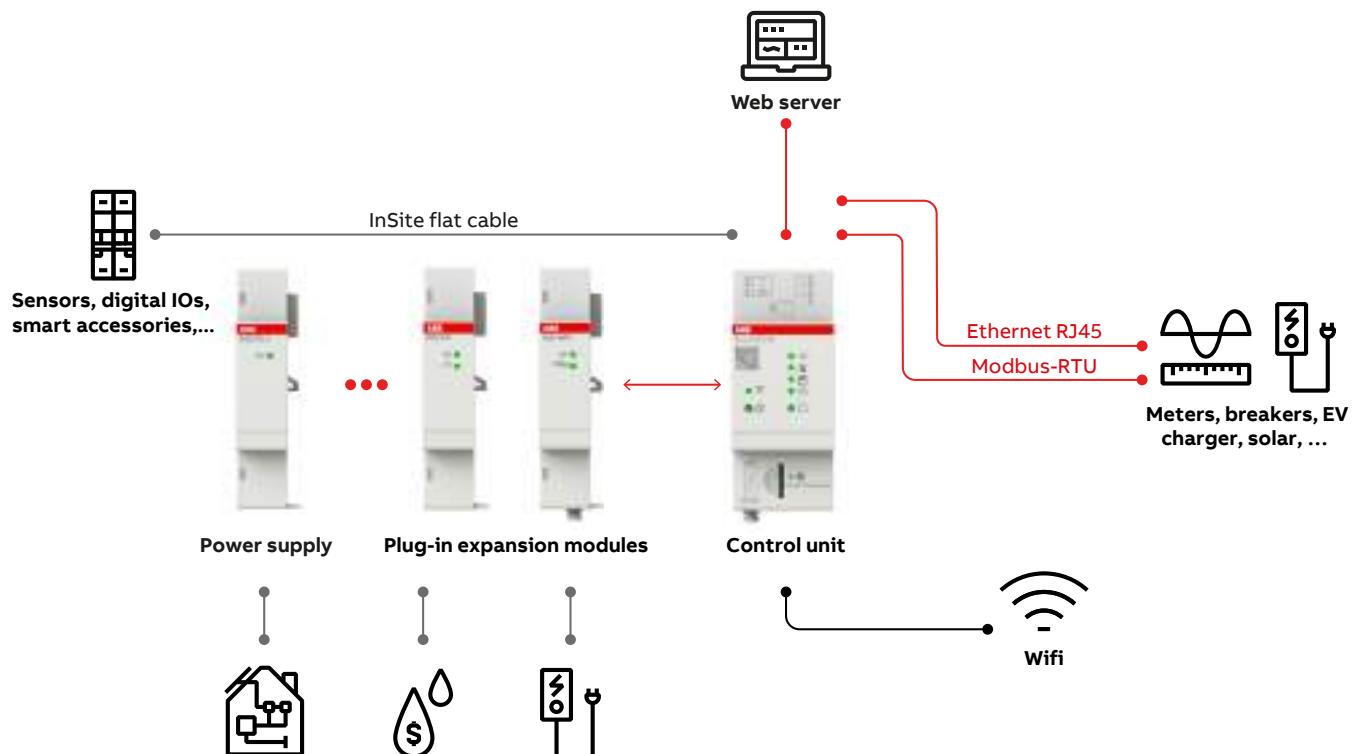 Web server
InSite flat cable
Sensors, digital IOs,
smart accessories,...
Ethernet RJ45
Modbus-RTU
Meters, breakers, EV
charger, solar, ...
Power supply
Plug-in expansion modules
Control unit
Wifi
$